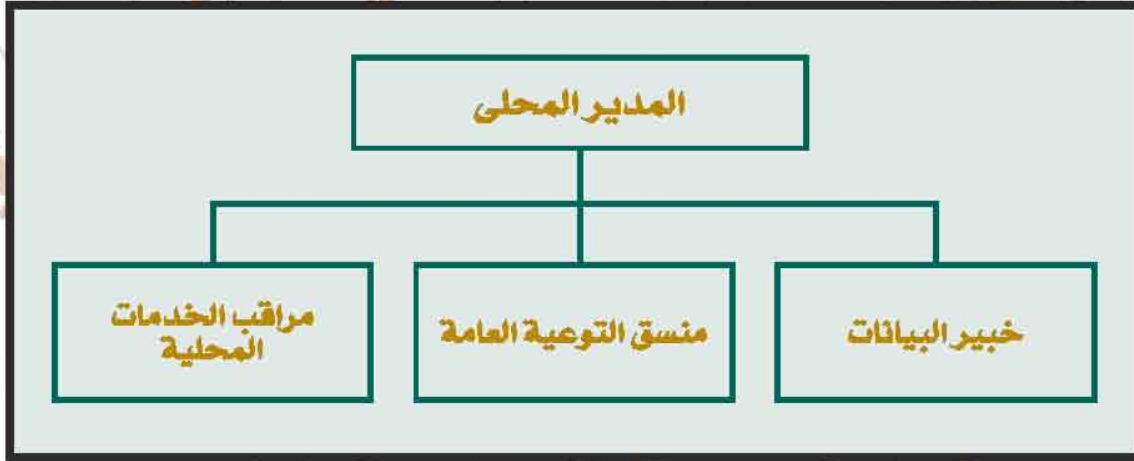 المدير المحلى
خبير البيانات
منسق التوعية العامة
مراقب الخدمات
المحلية